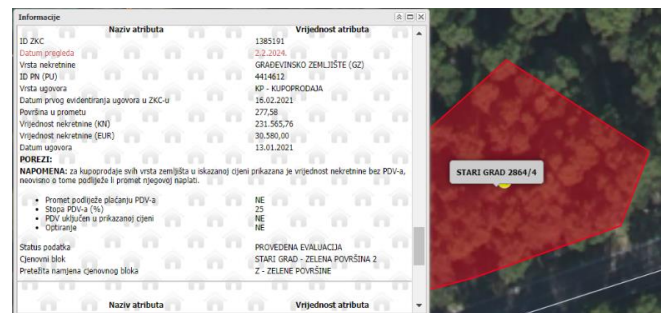 Informacije
Naziv atributa Vrijednost atributa
ID ZKC 1385191
Datum pregleda 2.2.2024.
Vrsta nekretnine GRAĐEVINSKO ZEMLJIŠTE (GZ)
ID PN (PU) 4414612
Vrsta ugovora KP - KUPOPRODAJA
Datum prvog evidentiranja ugovora u ZKC-u 16.02.2021
Površina u prometu 277,58
Vrijednost nekretnine (KN) 231.565,76
Vrijednost nekretnine (EUR) 30.580,00
Datum ugovora 13.01.2021
POREZI:
NAPOMENA: za kupoprodaje svih vrsta zemljišta u iskazanoj cijeni prikazana je vrijednost nekretnine bez PDV-a,
neovisno o tome podliježe li promet njegovoj naplati.
• Promet podliježe plaćanju PDV-a NE
• Stopa PDV-a (%) 25
• PDV uključen u prikazanoj cijeni NE
• Optiranje NE
Status podatka PROVEDENA EVALUACIJA
Cjenovni blok STARI GRAD - ZELENA POVRŠINA 2
Pretežita namjena cjenovnog bloka Z - ZELENE POVRŠINE
Naziv atributa Vrijednost atributa
STARI GRAD 2864/4